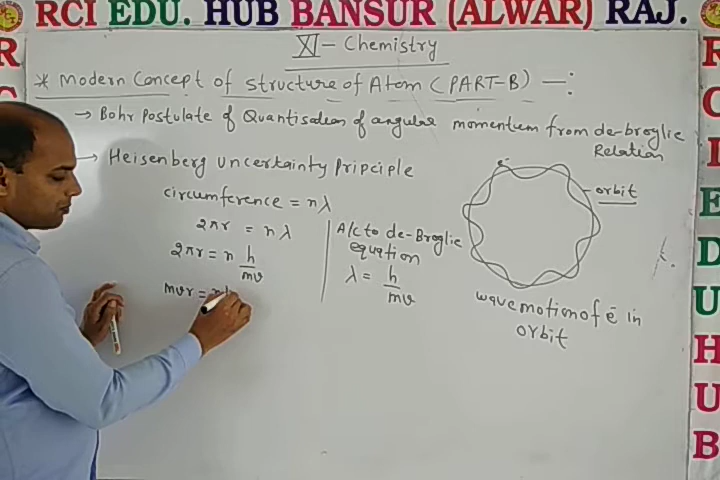 RCI EDU. HUB BANSUR (ALWAR) RAJ.
XI - Chemistry
* Modern Concept of Structure of Atom (PART-B) —:
→ Bohr Postulate of Quantisation of angular momentum from de-broglie Relation
→ Heisenberg uncertainty Pripciple
circumference = nλ
2πr = nλ
2πr = n h/mv
mvr = nh
A/c to de-Broglie
equation
λ = h/mv
e⁻
orbit
wave motion of ē in
orbit
R
R
C
I
E
D
U
H
U
B